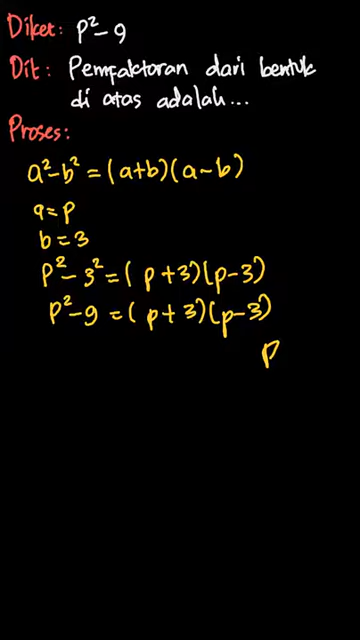 Diket: p² - 9
Dit: Pemfaktoran dari bentuk
di atas adalah...
Proses:
a² - b² = (a+b)(a-b)
a = p
b = 3
p² - 3² = (p+3)(p-3)
p² - 9 = (p+3)(p-3)
p